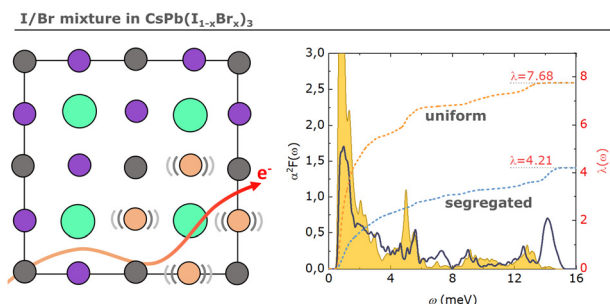 I/Br mixture in CsPb(I₁₋ₓBrₓ)₃
e⁻
α²F(ω)
3,0
2,5
2,0
1,5
1,0
0,5
0,0
0
4
8
12
16
ω (meV)
λ=7.68
uniform
λ=4.21
segregated
8
6
4
2
0
λ(ω)